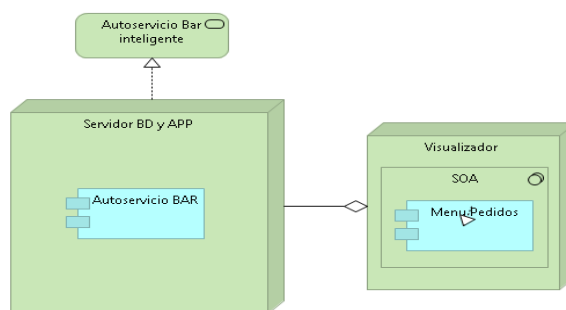 Autoservicio Bar
inteligente
Servidor BD y APP
Autoservicio BAR
Visualizador
SOA
Menu Pedidos